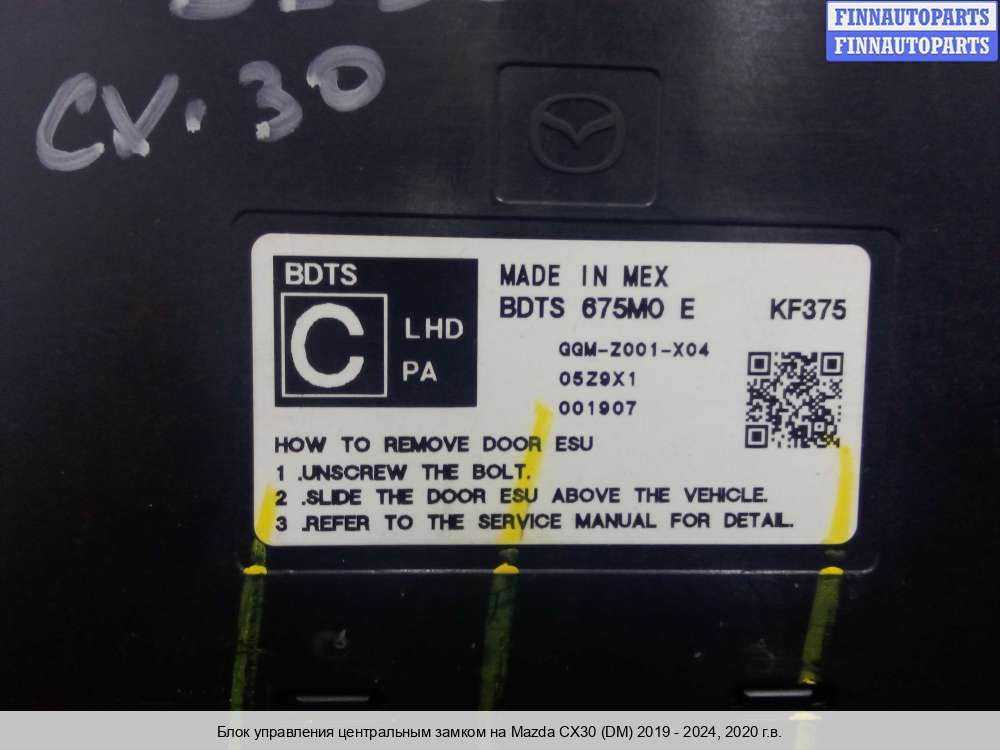 FINNAUTOPARTS
FINNAUTOPARTS
CX-30
BDTS
C
LHD
PA
MADE IN MEX
BDTS 675M0 E
KF375
GGM-Z001-X04
05Z9X1
001907
HOW TO REMOVE DOOR ESU
1 .UNSCREW THE BOLT.
2 .SLIDE THE DOOR ESU ABOVE THE VEHICLE.
3 .REFER TO THE SERVICE MANUAL FOR DETAIL.
Блок управления центральным замком на Mazda CX30 (DM) 2019 - 2024, 2020 г.в.